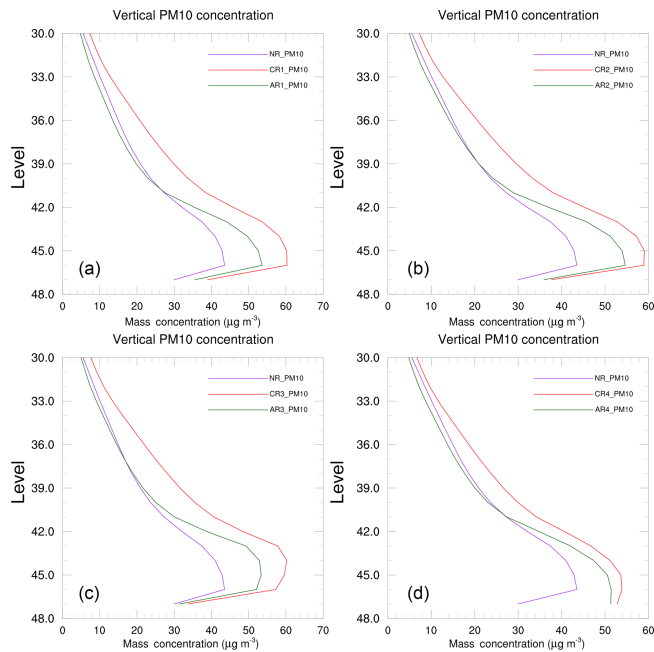 Vertical PM10 concentration
30.0
33.0
36.0
39.0
42.0
45.0
48.0
Level
NR_PM10
CR1_PM10
AR1_PM10
(a)
0 10 20 30 40 50 60 70
Mass concentration (µg m-3)
Vertical PM10 concentration
30.0
33.0
36.0
39.0
42.0
45.0
48.0
Level
NR_PM10
CR2_PM10
AR2_PM10
(b)
0 10 20 30 40 50 60
Mass concentration (µg m-3)
Vertical PM10 concentration
30.0
33.0
36.0
39.0
42.0
45.0
48.0
Level
NR_PM10
CR3_PM10
AR3_PM10
(c)
0 10 20 30 40 50 60 70
Mass concentration (µg m-3)
Vertical PM10 concentration
30.0
33.0
36.0
39.0
42.0
45.0
48.0
Level
NR_PM10
CR4_PM10
AR4_PM10
(d)
0 10 20 30 40 50 60
Mass concentration (µg m-3)